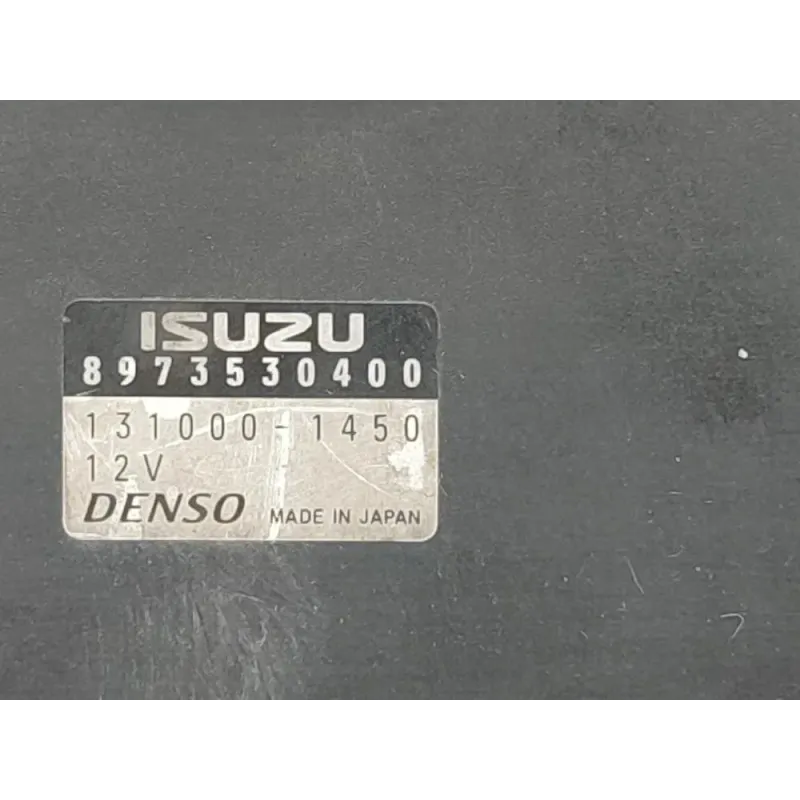 ISUZU
8973530400
131000-1450
12V
DENSO MADE IN JAPAN